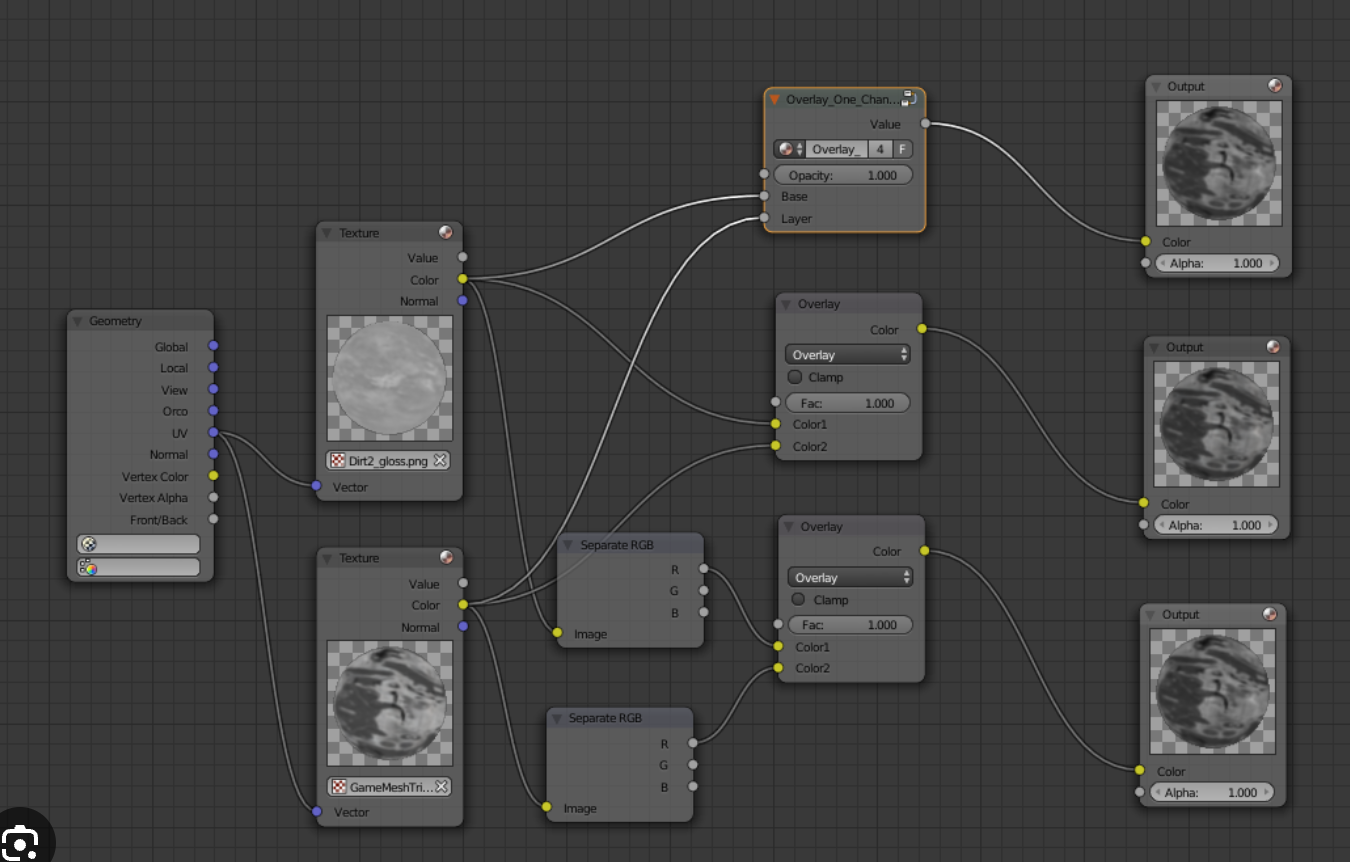 Geometry
Global
Local
View
Orco
UV
Normal
Vertex Color
Vertex Alpha
Front/Back
Texture
Value
Color
Normal
Dirt2_gloss.png
Vector
Texture
Value
Color
Normal
GameMeshTri...
Vector
Separate RGB
R
G
B
Image
Separate RGB
R
G
B
Image
Overlay_One_Chan...
Value
Overlay_ 4 F
Opacity: 1.000
Base
Layer
Overlay
Color
Overlay
Clamp
Fac: 1.000
Color1
Color2
Overlay
Color
Overlay
Clamp
Fac: 1.000
Color1
Color2
Output
Color
Alpha: 1.000
Output
Color
Alpha: 1.000
Output
Color
Alpha: 1.000